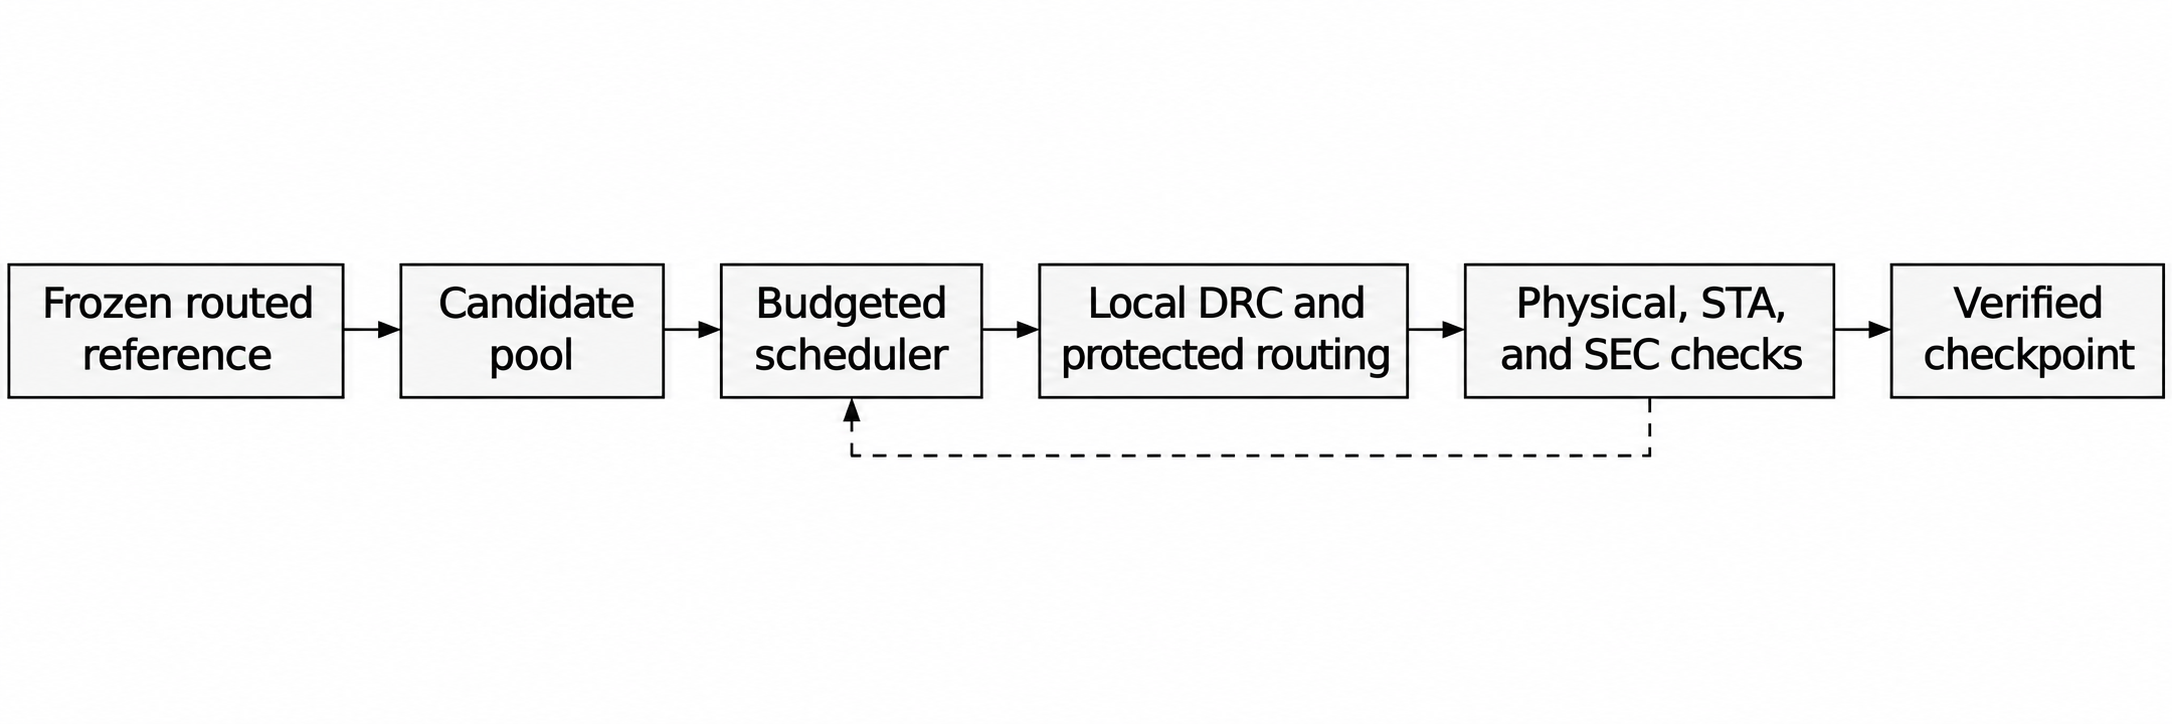 Frozen routed
reference
Candidate
pool
Budgeted
scheduler
Local DRC and
protected routing
Physical, STA,
and SEC checks
Verified
checkpoint